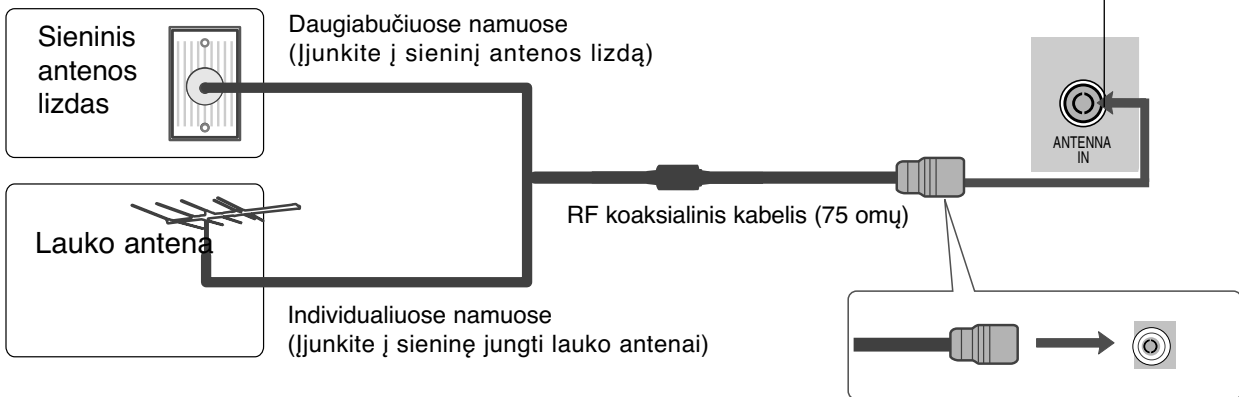 Sieninis
antenos
lizdas
Daugiabučiuose namuose
(Įjunkite į sieninį antenos lizdą)
ANTENNA
IN
RF koaksialinis kabelis (75 omų)
Lauko antena
Individualiuose namuose
(Įjunkite į sieninę jungti lauko antenai)